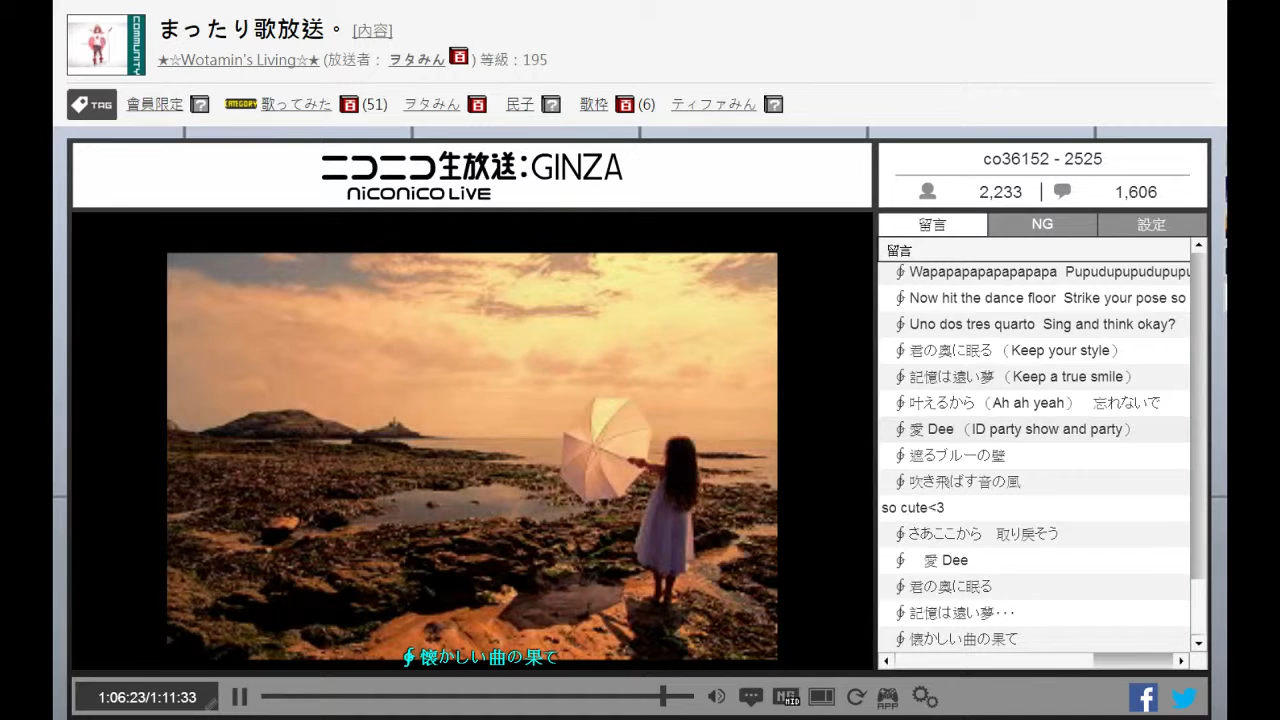 COMMUNITY
まったり歌放送。 [內容]
★☆Wotamin's Living☆★ (放送者： ヲタみん 百 ) 等級：195
TAG 會員限定 ? CATEGORY 歌ってみた 百 (51) ヲタみん 百 民子 ? 歌枠 百 (6) ティファみん ?
ニコニコ生放送:GINZA
niconico LIVE
co36152 - 2525
2,233 | 1,606
留言 NG 設定
留言
∮ Wapapapapapapapapa Pupudupupudupupu
∮ Now hit the dance floor Strike your pose so
∮ Uno dos tres quarto Sing and think okay?
∮ 君の奥に眠る （Keep your style）
∮ 記憶は遠い夢 （Keep a true smile）
∮ 叶えるから （Ah ah yeah） 忘れないで
∮ 愛 Dee （ID party show and party）
∮ 遮るブルーの壁
∮ 吹き飛ばす音の風
so cute<3
∮さあここから 取り戻そう
∮ 愛 Dee
∮ 君の奥に眠る
∮ 記憶は遠い夢･･･
∮ 懐かしい曲の果て
∮ 懐かしい曲の果て
1:06:23/1:11:33
NG MID
APP